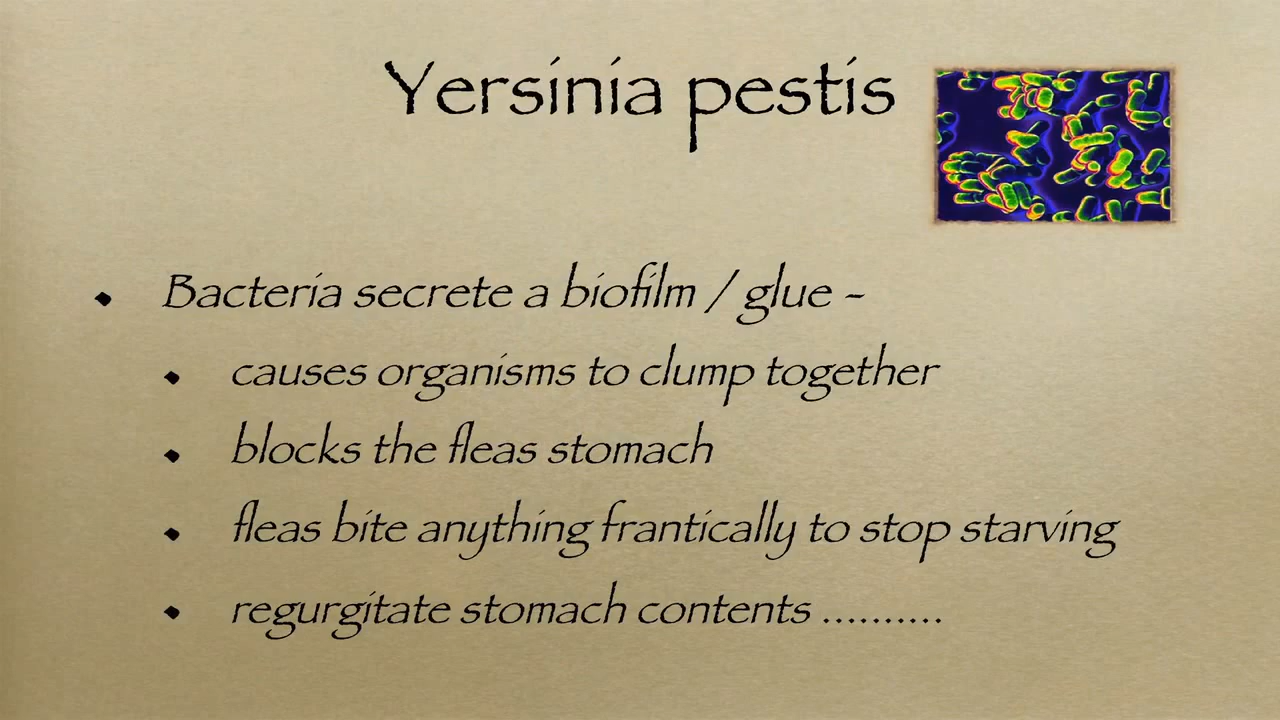 Yersinia pestis
Bacteria secrete a biofilm / glue -
causes organisms to clump together
blocks the fleas stomach
fleas bite anything frantically to stop starving
regurgitate stomach contents ..........